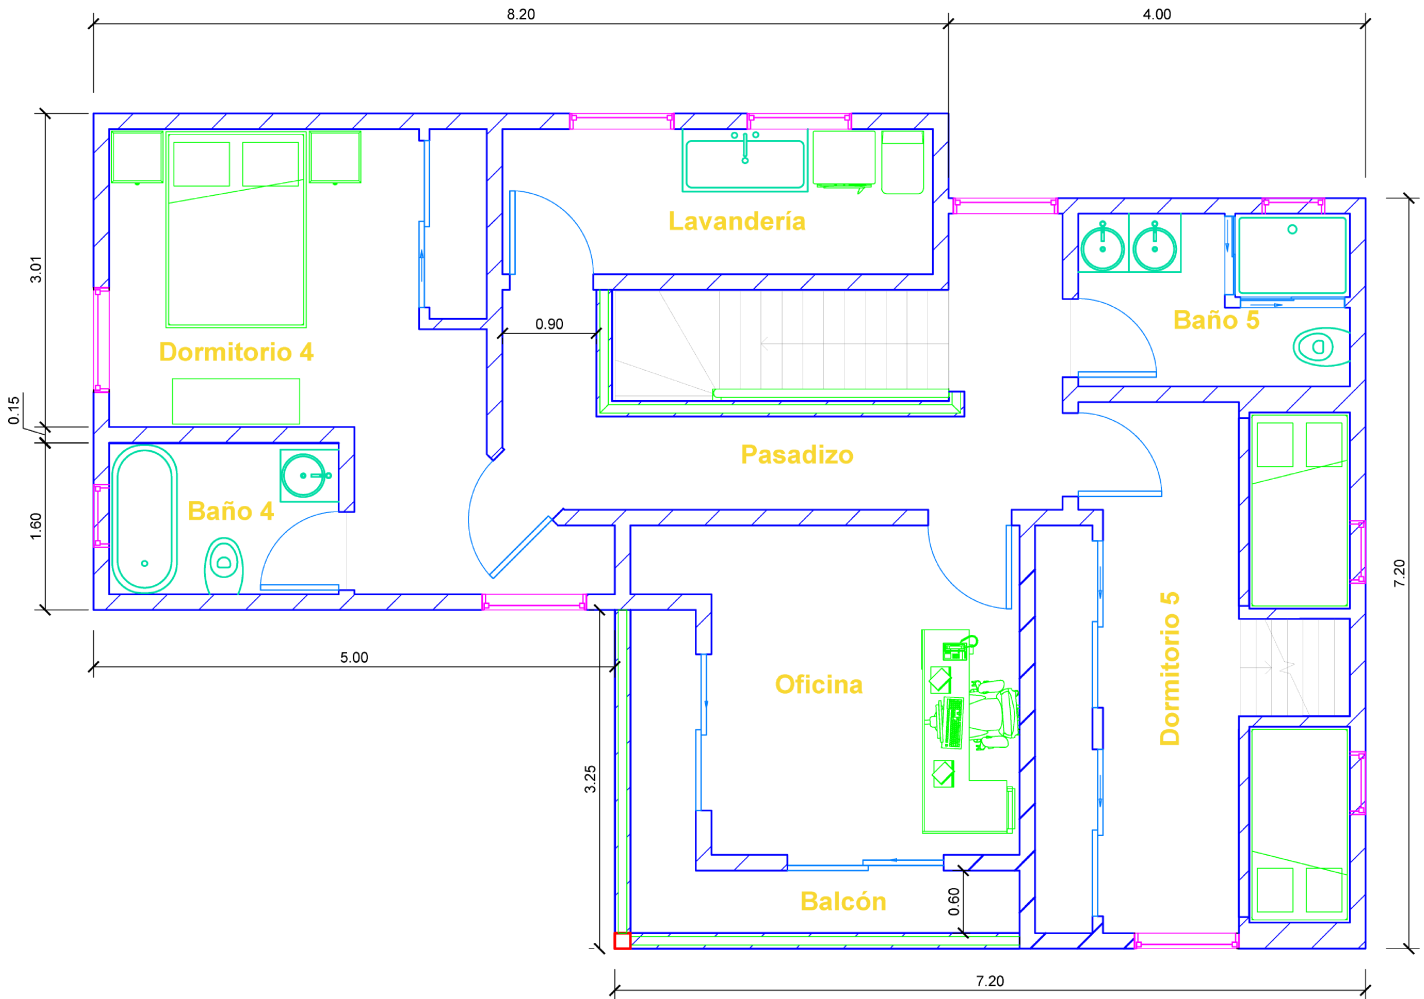 8.20
4.00
Lavandería
3.01
0.90
Baño 5
Dormitorio 4
0.15
Pasadizo
Baño 4
1.60
7.20
5.00
Oficina
Dormitorio 5
3.25
Balcón
0.60
7.20